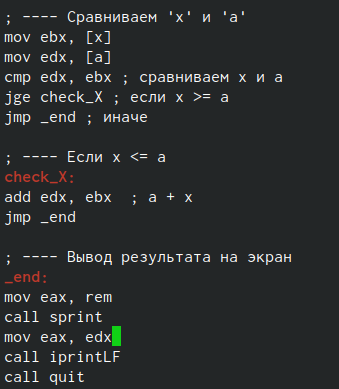 ; ---- Сравниваем 'x' и 'a'
mov ebx, [x]
mov edx, [a]
cmp edx, ebx ; сравниваем x и a
jge check_X ; если x >= a
jmp _end ; иначе
; ---- Если x <= a
check_X:
add edx, ebx ; a + x
jmp _end
; ---- Вывод результата на экран
_end:
mov eax, rem
call sprint
mov eax, edx
call iprintLF
call quit